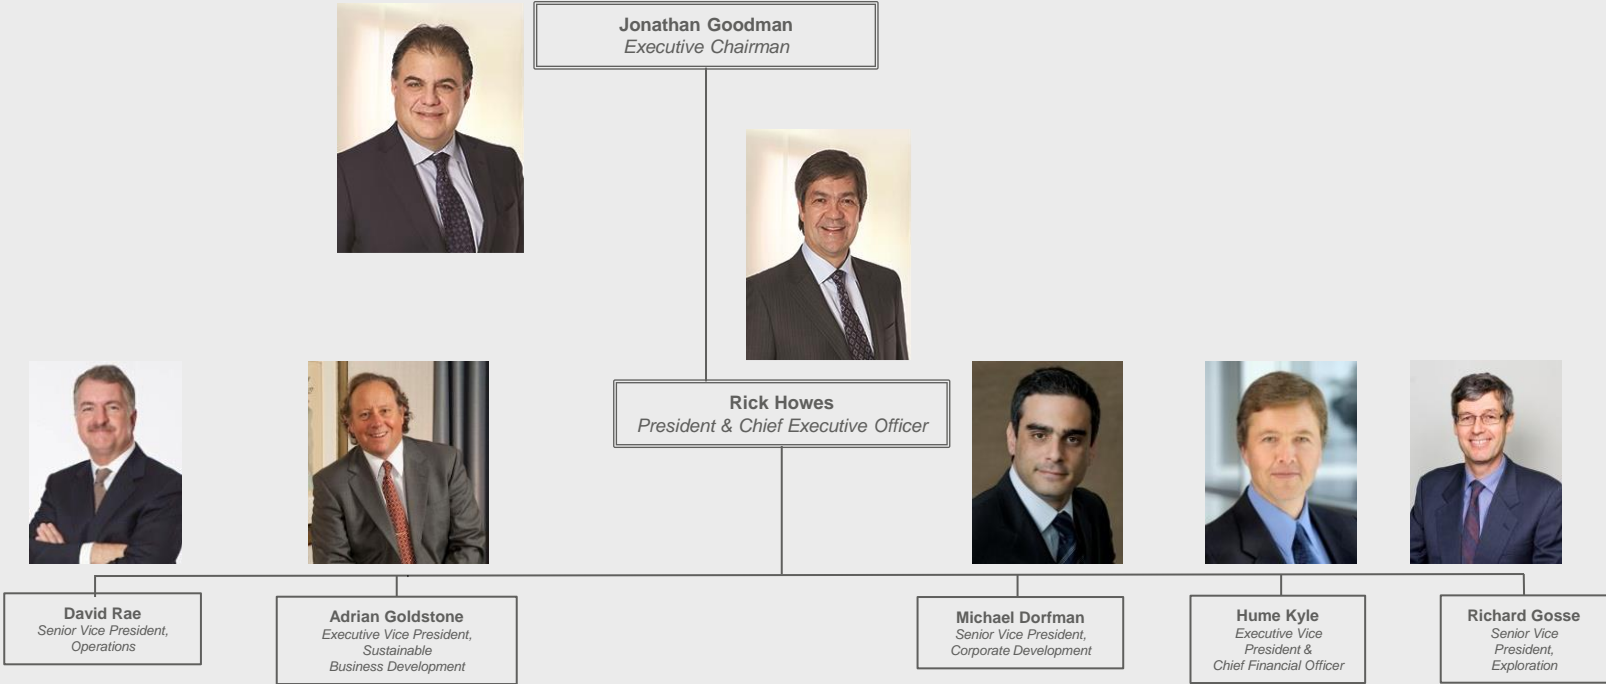 Jonathan Goodman
Executive Chairman
Rick Howes
President & Chief Executive Officer
David Rae
Senior Vice President,
Operations
Adrian Goldstone
Executive Vice President,
Sustainable
Business Development
Michael Dorfman
Senior Vice President,
Corporate Development
Hume Kyle
Executive Vice
President &
Chief Financial Officer
Richard Gosse
Senior Vice
President,
Exploration